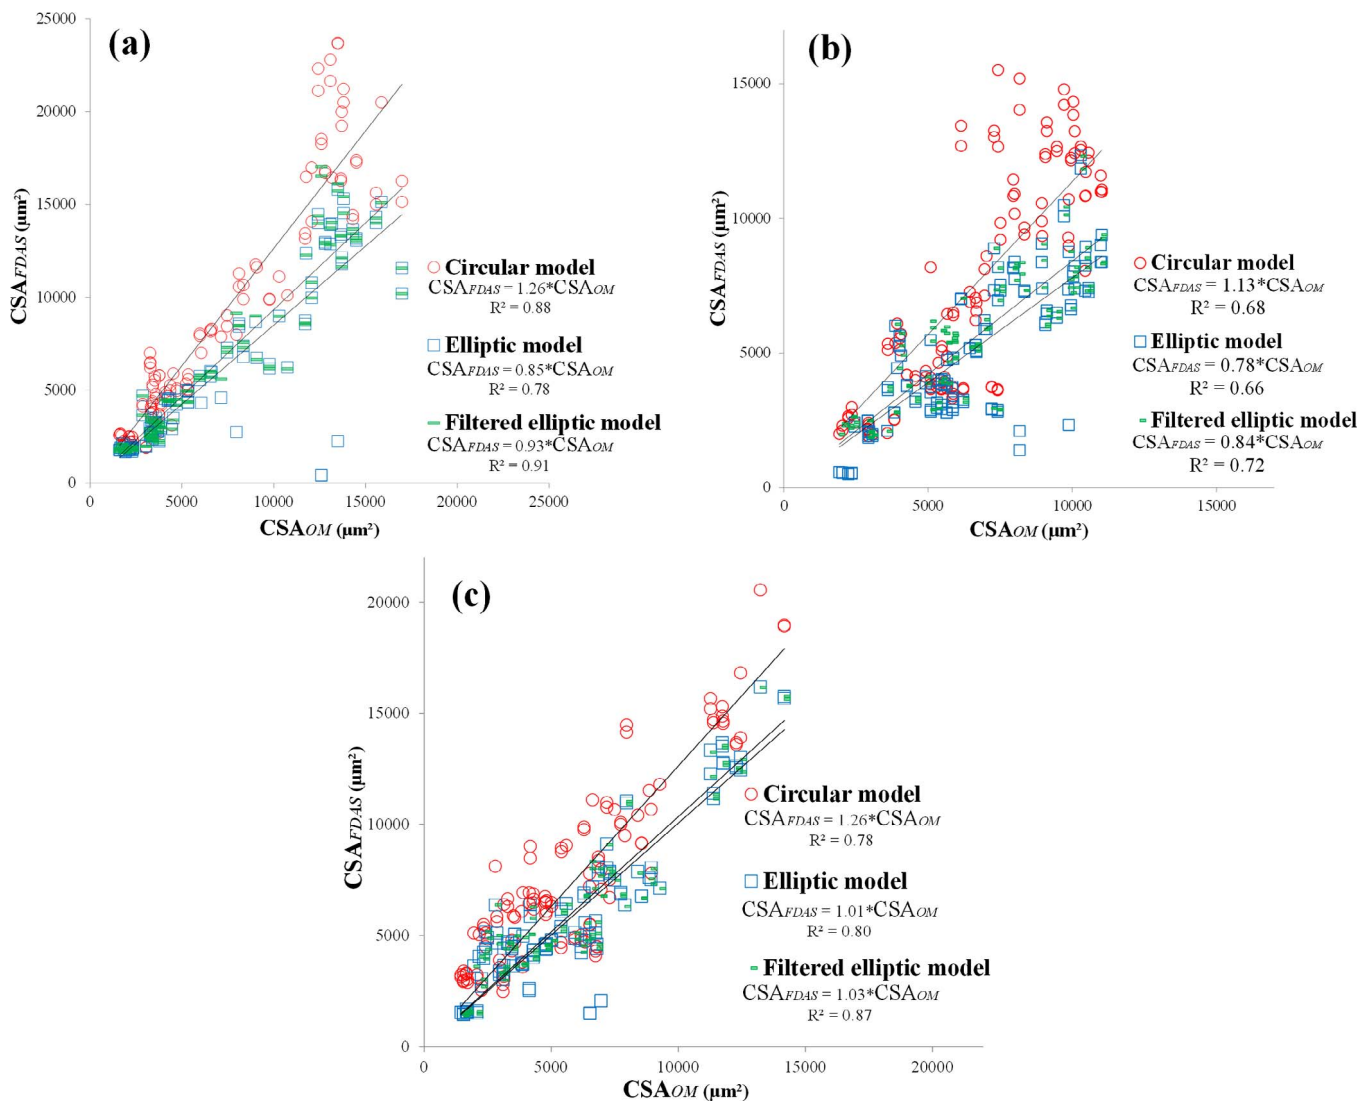 (a)
25000
20000
15000
10000
5000
0
CSAFDAS (µm²)
0 5000 10000 15000 20000 25000
CSAOM (µm²)
Circular model
CSAFDAS = 1.26*CSAOM
R² = 0.88
Elliptic model
CSAFDAS = 0.85*CSAOM
R² = 0.78
Filtered elliptic model
CSAFDAS = 0.93*CSAOM
R² = 0.91
(b)
15000
10000
5000
0
CSAFDAS (µm²)
0 5000 10000 15000
CSAOM (µm²)
Circular model
CSAFDAS = 1.13*CSAOM
R² = 0.68
Elliptic model
CSAFDAS = 0.78*CSAOM
R² = 0.66
Filtered elliptic model
CSAFDAS = 0.84*CSAOM
R² = 0.72
(c)
20000
15000
10000
5000
0
CSAFDAS (µm²)
0 5000 10000 15000 20000
CSAOM (µm²)
Circular model
CSAFDAS = 1.26*CSAOM
R² = 0.78
Elliptic model
CSAFDAS = 1.01*CSAOM
R² = 0.80
Filtered elliptic model
CSAFDAS = 1.03*CSAOM
R² = 0.87